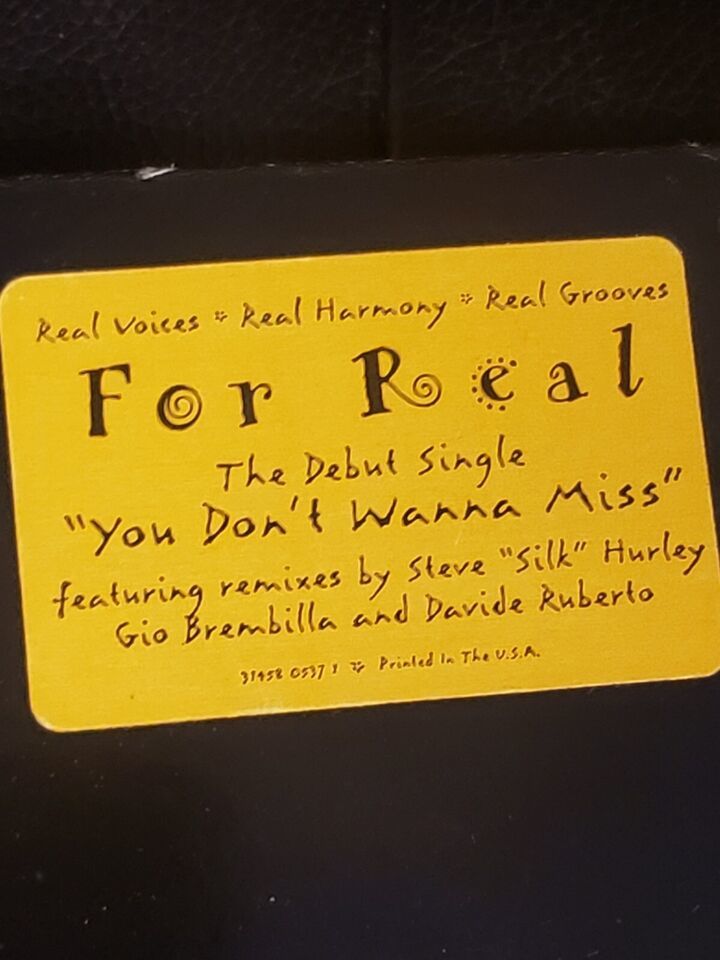 Real Voices * Real Harmony * Real Grooves
For Real
The Debut Single
"You Don't Wanna Miss"
featuring remixes by Steve "Silk" Hurley
Gio Brembilla and Davide Ruberto
31458 0537 1 * Printed In The U.S.A.